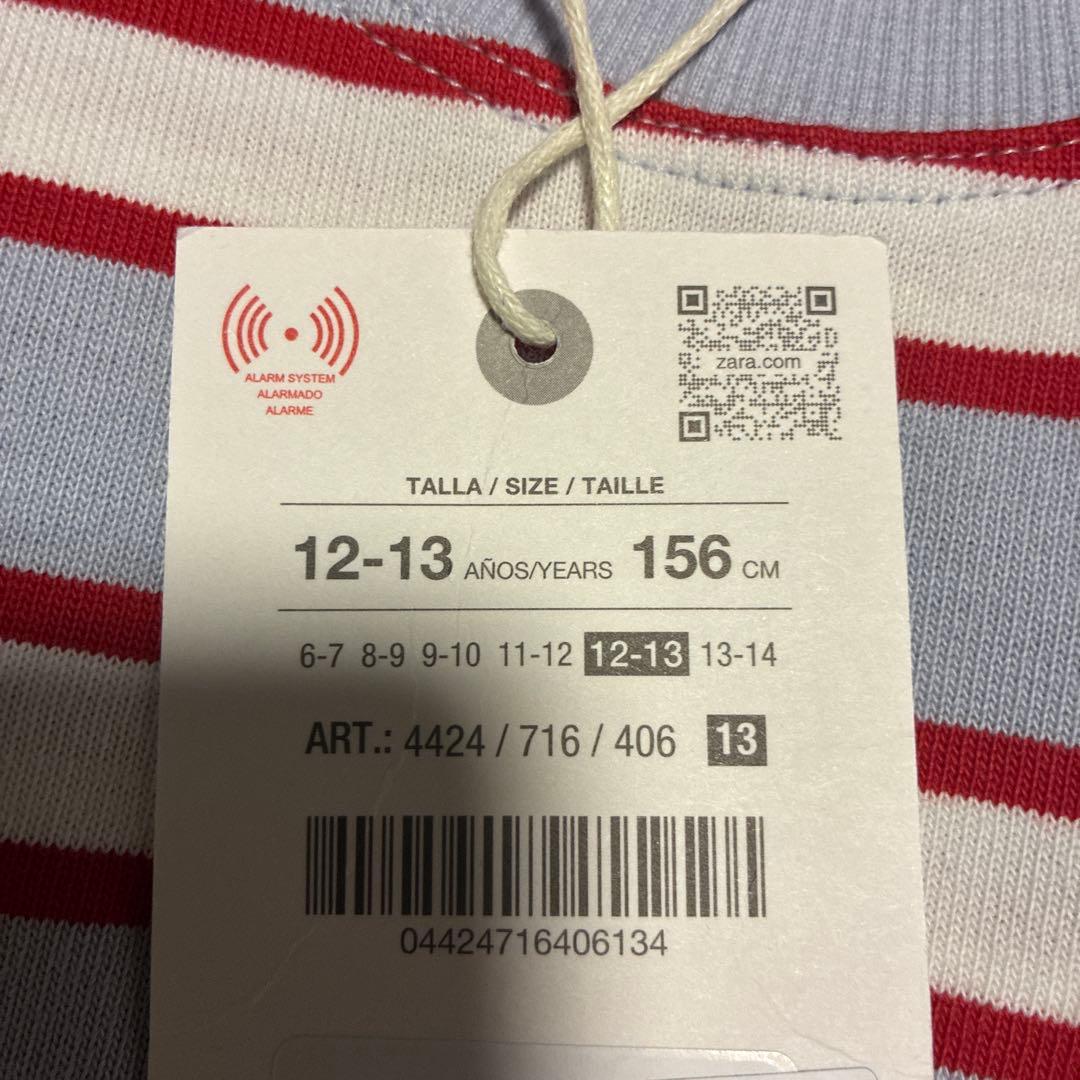 ALARM SYSTEM
ALARMADO
ALARME
zara.com
TALLA / SIZE / TAILLE
12-13 AÑOS/YEARS 156 CM
6-7 8-9 9-10 11-12 12-13 13-14
ART.: 4424 / 716 / 406 13
04424716406134